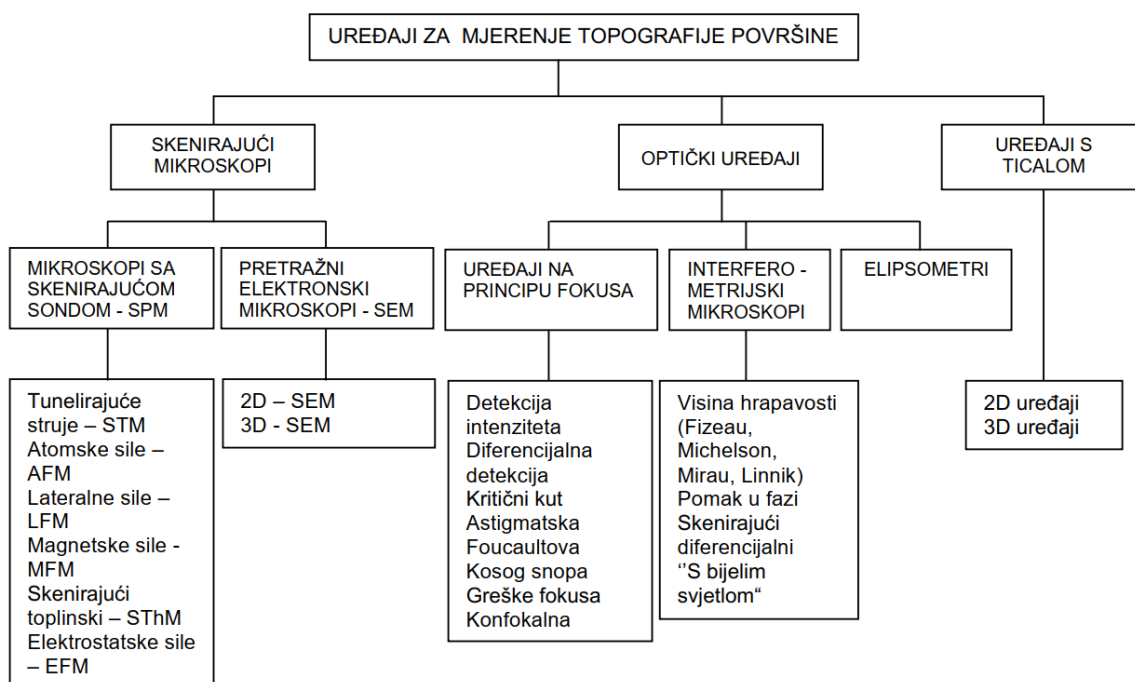 UREĐAJI ZA  MJERENJE TOPOGRAFIJE POVRŠINE
SKENIRAJUĆI
MIKROSKOPI
OPTIČKI UREĐAJI
UREĐAJI S
TICALOM
MIKROSKOPI SA
SKENIRAJUĆOM
SONDOM - SPM
PRETRAŽNI
ELEKTRONSKI
MIKROSKOPI - SEM
UREĐAJI NA
PRINCIPU FOKUSA
INTERFERO -
METRIJSKI
MIKROSKOPI
ELIPSOMETRI
Tunelirajuće
struje – STM
Atomske sile –
AFM
Lateralne sile –
LFM
Magnetske sile -
MFM
Skenirajući
toplinski – SThM
Elektrostatske sile
– EFM
2D – SEM
3D - SEM
Detekcija
intenziteta
Diferencijalna
detekcija
Kritični kut
Astigmatska
Foucaultova
Kosog snopa
Greške fokusa
Konfokalna
Visina hrapavosti
(Fizeau,
Michelson,
Mirau, Linnik)
Pomak u fazi
Skenirajući
diferencijalni
‘’S bijelim
svjetlom“
2D uređaji
3D uređaji